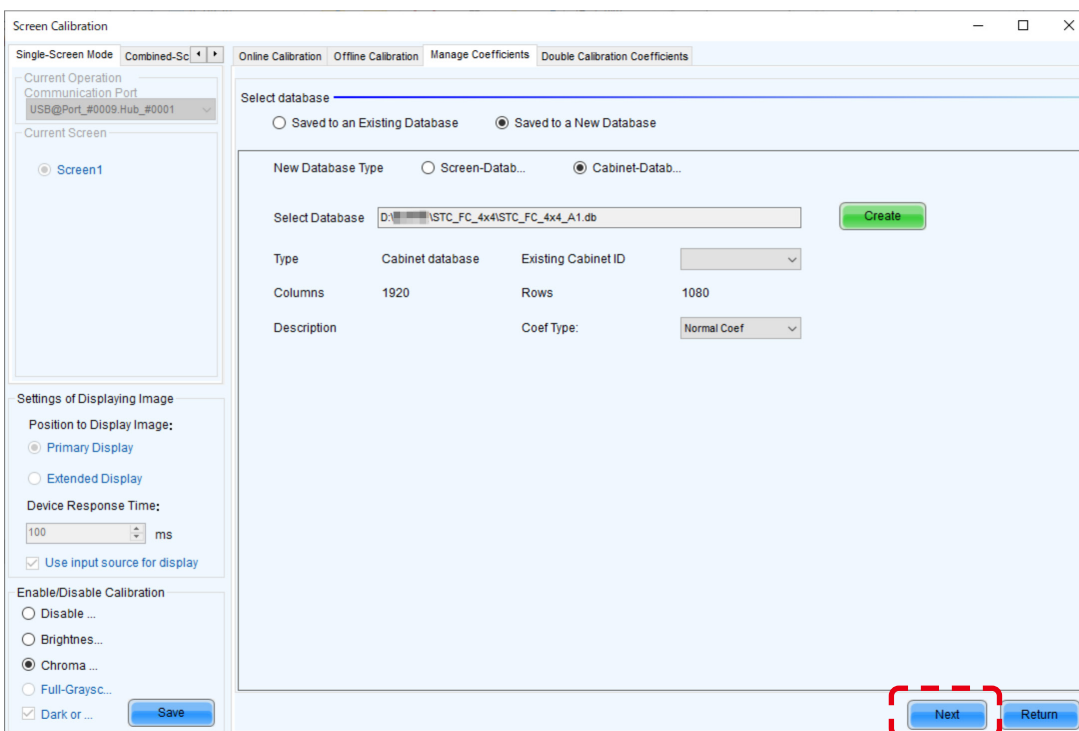 Screen Calibration
Single-Screen Mode Combined-Sc
Current Operation
Communication Port
USB@Port_#0009.Hub_#0001
Current Screen
Screen1
Settings of Displaying Image
Position to Display Image:
Primary Display
Extended Display
Device Response Time:
100 ms
Use input source for display
Enable/Disable Calibration
Disable ...
Brightnes...
Chroma ...
Full-Graysc...
Dark or ... Save
Online Calibration Offline Calibration Manage Coefficients Double Calibration Coefficients
Select database
Saved to an Existing Database Saved to a New Database
New Database Type Screen-Datab... Cabinet-Datab...
Select Database D:\ \STC_FC_4x4\STC_FC_4x4_A1.db Create
Type Cabinet database Existing Cabinet ID
Columns 1920 Rows 1080
Description Coef Type: Normal Coef
Next Return